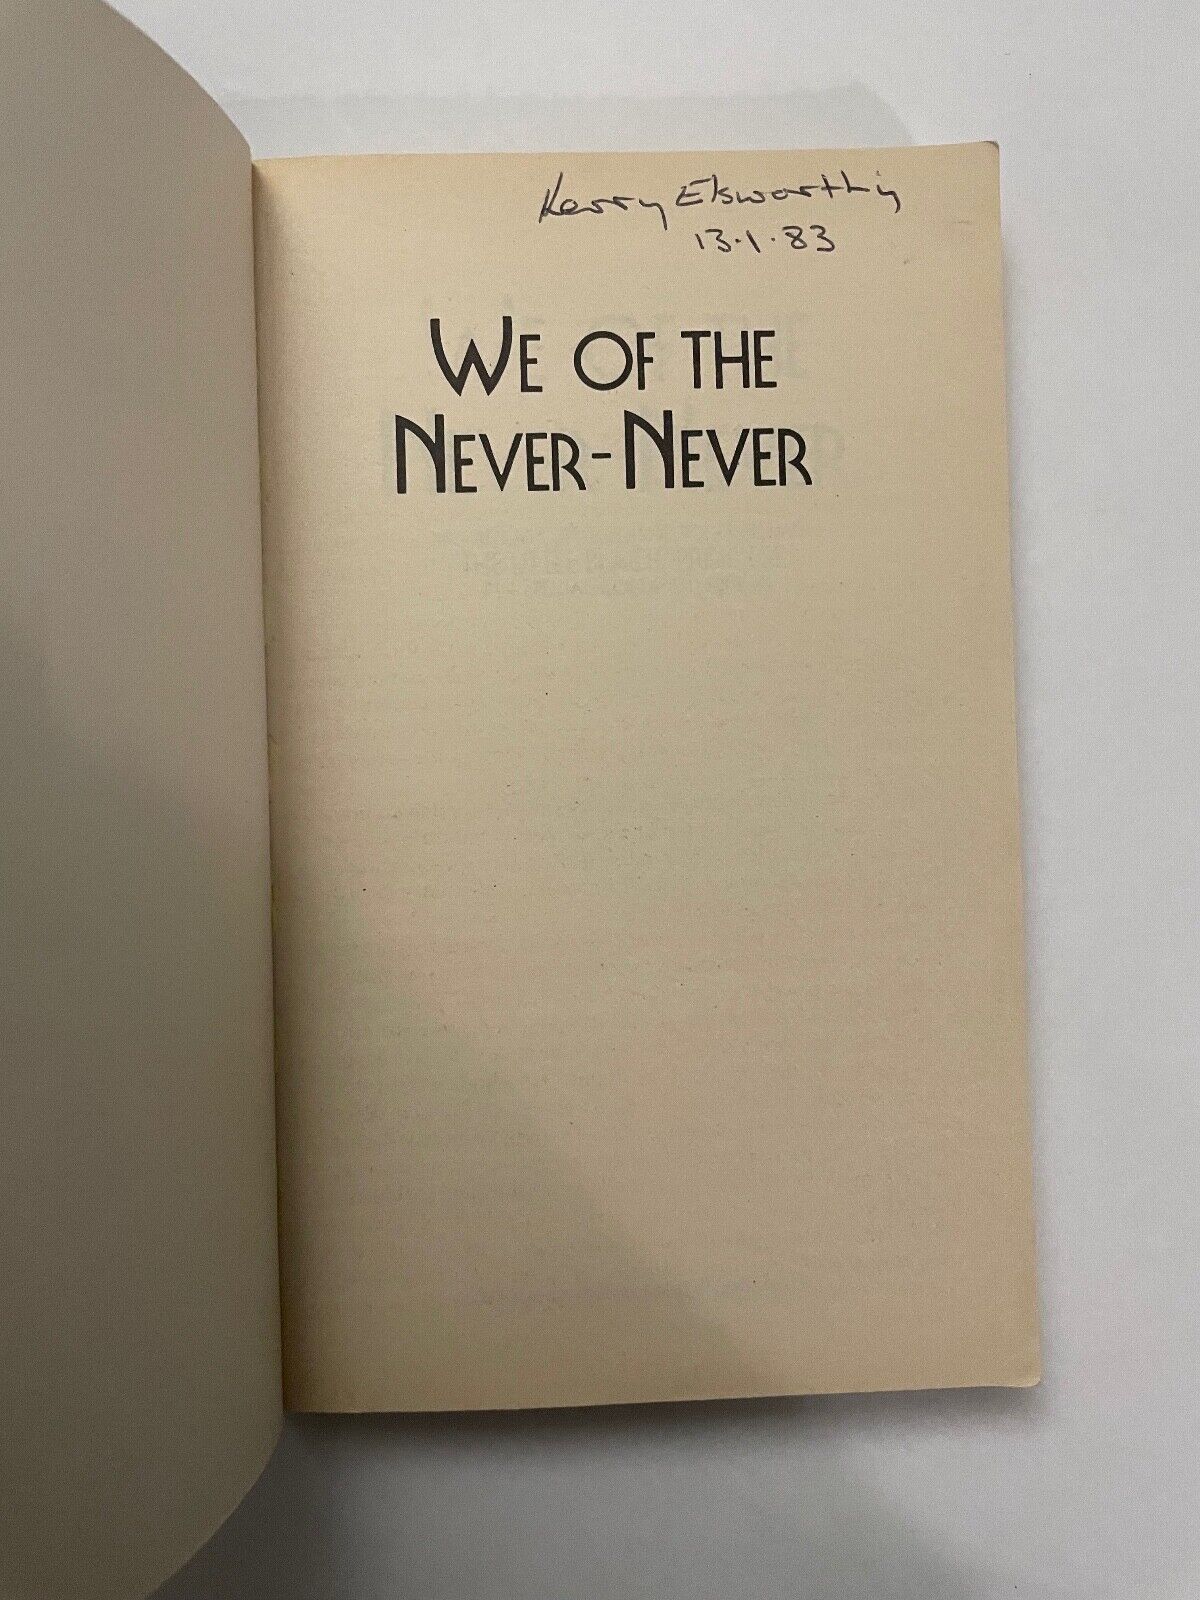 Kerry Elsworthy
13.1.83
WE OF THE
NEVER-NEVER